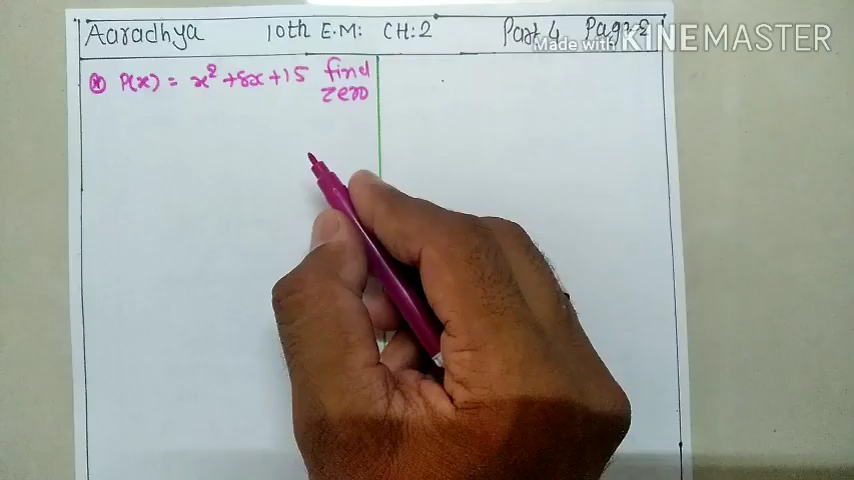 Aaradhya 10th E.M: CH:2 Part 4 Page 2
Made with KINEMASTER
* P(x) = x² + 8x + 15 find
zero